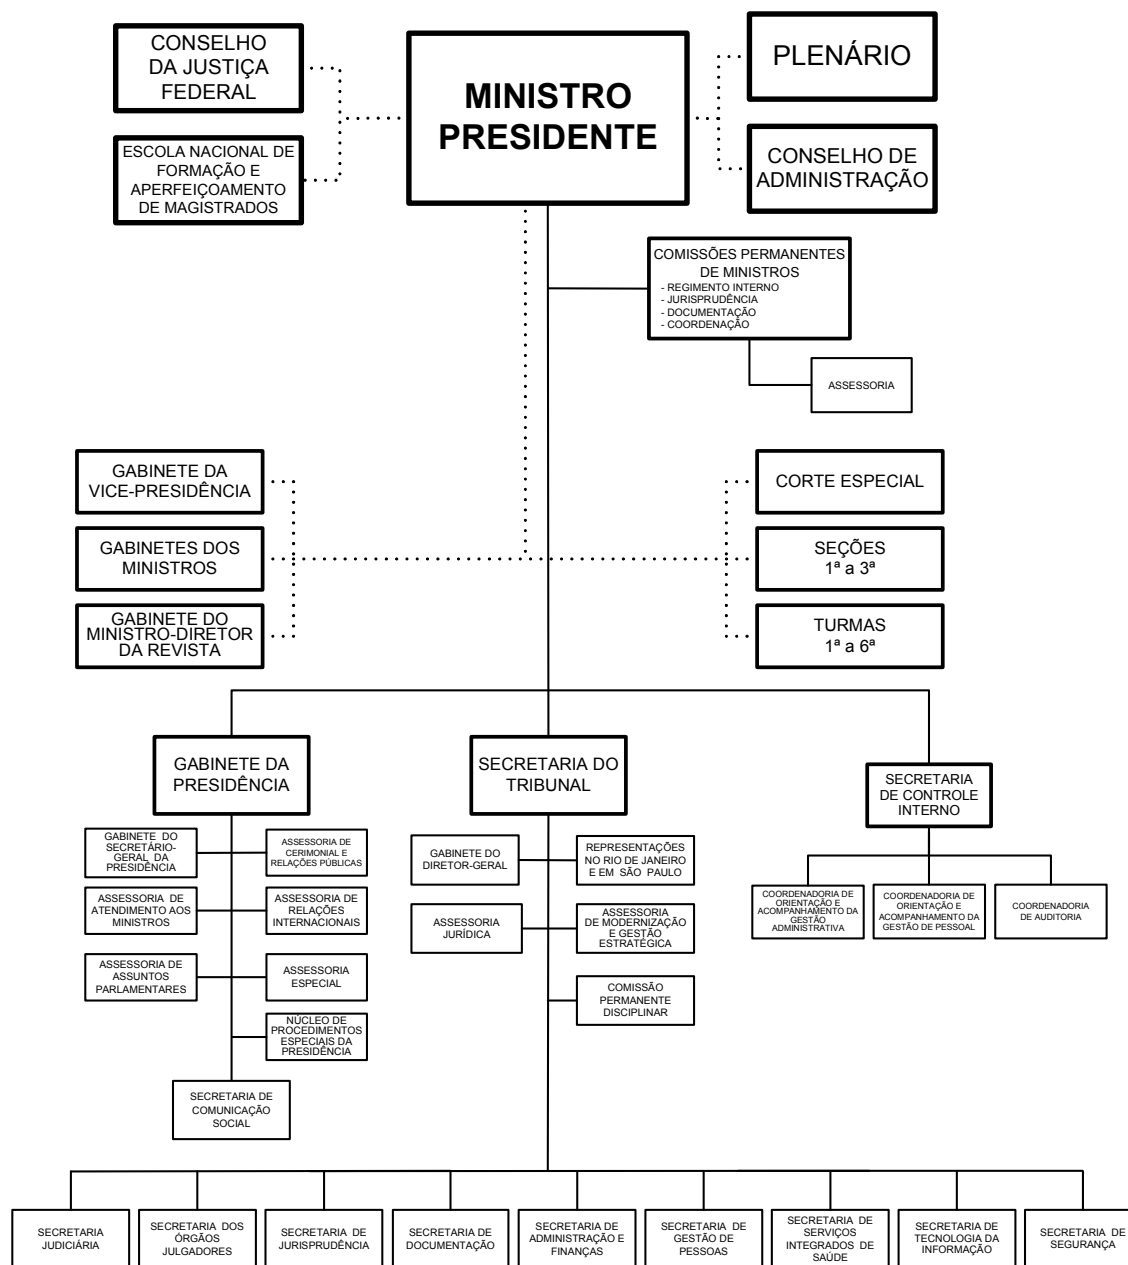 CONSELHO
DA JUSTIÇA
FEDERAL
ESCOLA NACIONAL DE
FORMAÇÃO E
APERFEIÇOAMENTO
DE MAGISTRADOS
MINISTRO
PRESIDENTE
PLENÁRIO
CONSELHO DE
ADMINISTRAÇÃO
COMISSÕES PERMANENTES
DE MINISTROS
- REGIMENTO INTERNO
- JURISPRUDÊNCIA
- DOCUMENTAÇÃO
- COORDENAÇÃO
ASSESSORIA
GABINETE DA
VICE-PRESIDÊNCIA
GABINETES DOS
MINISTROS
GABINETE DO
MINISTRO-DIRETOR
DA REVISTA
CORTE ESPECIAL
SEÇÕES
1ª a 3ª
TURMAS
1ª a 6ª
GABINETE DA
PRESIDÊNCIA
SECRETARIA DO
TRIBUNAL
SECRETARIA
DE CONTROLE
INTERNO
GABINETE DO
SECRETÁRIO-
GERAL DA
PRESIDÊNCIA
ASSESSORIA DE
CERIMONIAL E
RELAÇÕES PÚBLICAS
ASSESSORIA DE
ATENDIMENTO AOS
MINISTROS
ASSESSORIA DE
RELAÇÕES
INTERNACIONAIS
ASSESSORIA DE
ASSUNTOS
PARLAMENTARES
ASSESSORIA
ESPECIAL
NÚCLEO DE
PROCEDIMENTOS
ESPECIAIS DA
PRESIDÊNCIA
SECRETARIA DE
COMUNICAÇÃO
SOCIAL
GABINETE DO
DIRETOR-GERAL
REPRESENTAÇÕES
NO RIO DE JANEIRO
E EM SÃO PAULO
ASSESSORIA
JURÍDICA
ASSESSORIA
DE MODERNIZAÇÃO
E GESTÃO
ESTRATÉGICA
COMISSÃO
PERMANENTE
DISCIPLINAR
COORDENADORIA DE
ORIENTAÇÃO E
ACOMPANHAMENTO DA
GESTÃO
ADMINISTRATIVA
COORDENADORIA DE
ORIENTAÇÃO E
ACOMPANHAMENTO DA
GESTÃO DE PESSOAL
COORDENADORIA
DE AUDITORIA
SECRETARIA
JUDICIÁRIA
SECRETARIA DOS
ÓRGÃOS
JULGADORES
SECRETARIA DE
JURISPRUDÊNCIA
SECRETARIA DE
DOCUMENTAÇÃO
SECRETARIA DE
ADMINISTRAÇÃO E
FINANÇAS
SECRETARIA DE
GESTÃO DE
PESSOAS
SECRETARIA DE
SERVIÇOS
INTEGRADOS DE
SAÚDE
SECRETARIA DE
TECNOLOGIA DA
INFORMAÇÃO
SECRETARIA DE
SEGURANÇA